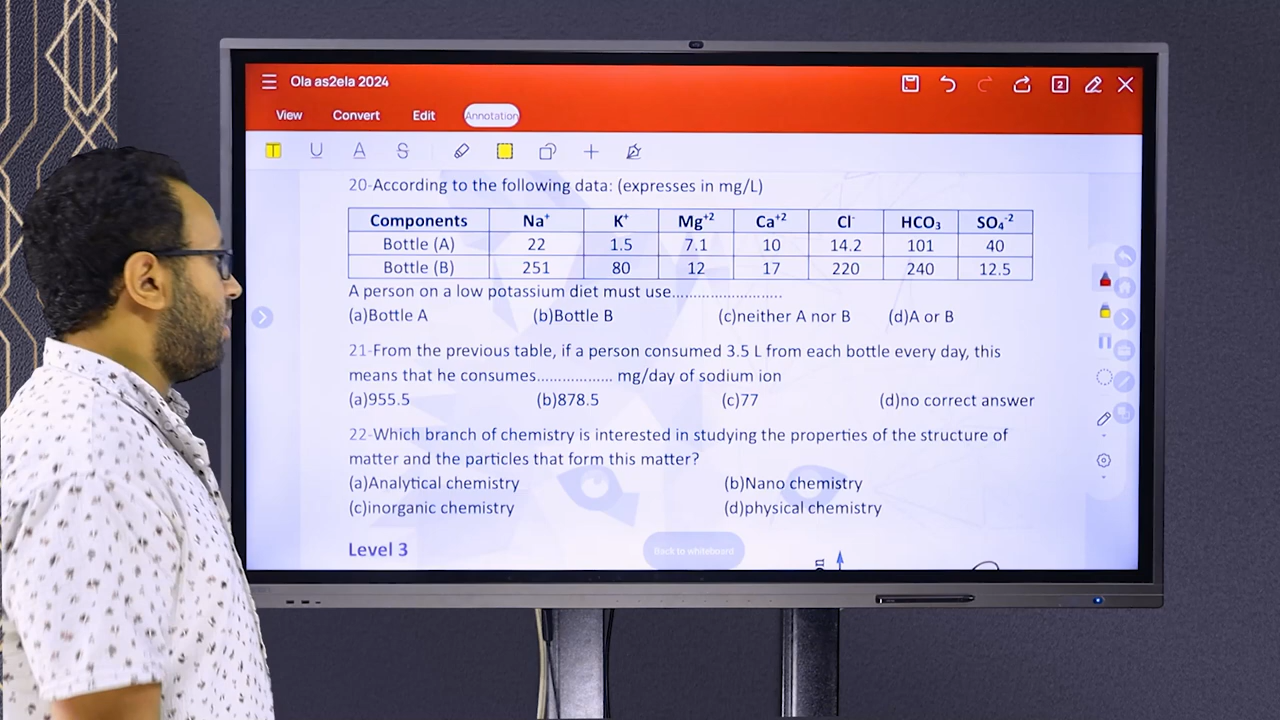 Ola as2ela 2024
View Convert Edit Annotation
20-According to the following data: (expresses in mg/L)
Components Na+ K+ Mg+2 Ca+2 Cl- HCO3 SO4-2
Bottle (A) 22 1.5 7.1 10 14.2 101 40
Bottle (B) 251 80 12 17 220 240 12.5
A person on a low potassium diet must use..........................
(a)Bottle A (b)Bottle B (c)neither A nor B (d)A or B
21-From the previous table, if a person consumed 3.5 L from each bottle every day, this
means that he consumes................. mg/day of sodium ion
(a)955.5 (b)878.5 (c)77 (d)no correct answer
22-Which branch of chemistry is interested in studying the properties of the structure of
matter and the particles that form this matter?
(a)Analytical chemistry (b)Nano chemistry
(c)inorganic chemistry (d)physical chemistry
Level 3
Back to whiteboard